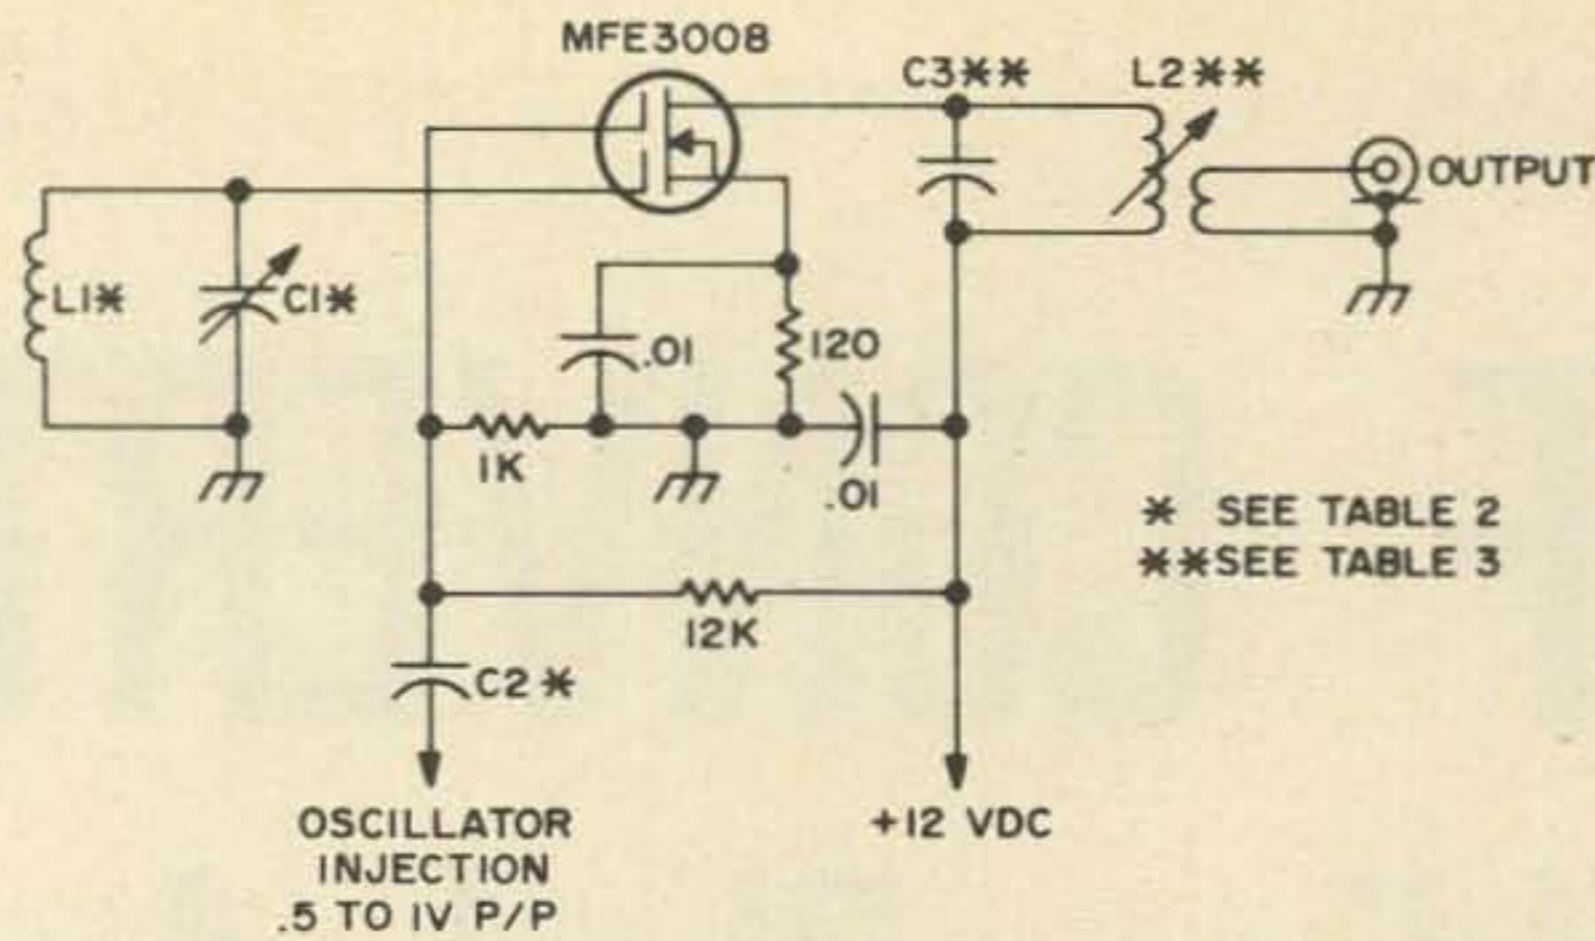 MFE3008
C3**
L2**
OUTPUT
L1*
C1*
.01
120
1K
.01
* SEE TABLE 2
**SEE TABLE 3
12K
C2*
OSCILLATOR
INJECTION
.5 TO 1V P/P
+12 VDC